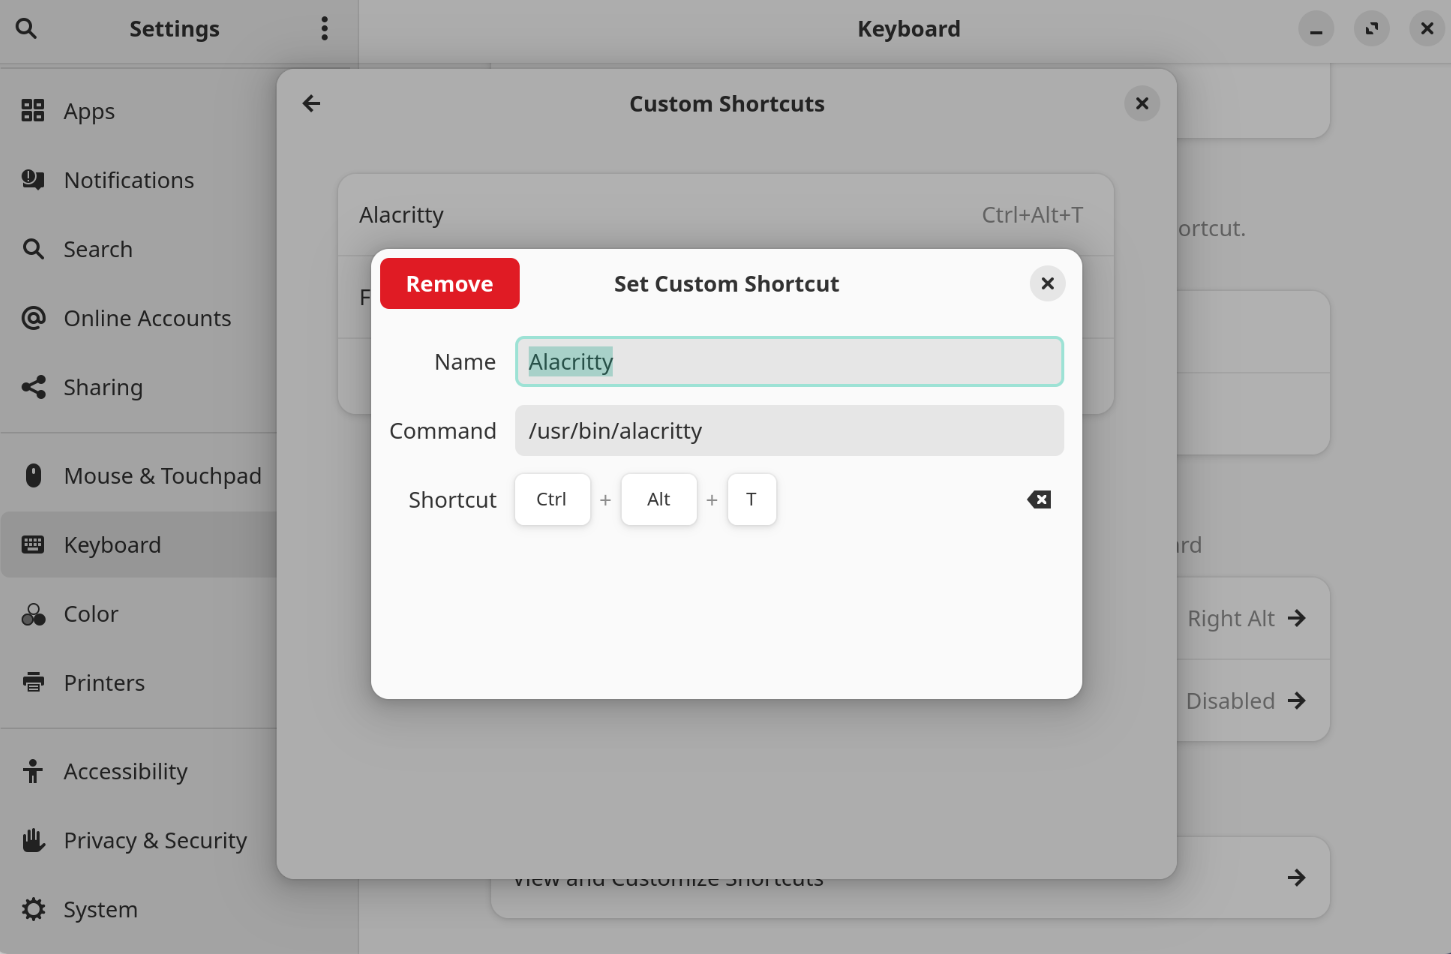 Settings
Keyboard
Apps
Notifications
Search
Online Accounts
Sharing
Mouse & Touchpad
Keyboard
Color
Printers
Accessibility
Privacy & Security
System
Custom Shortcuts
Alacritty Ctrl+Alt+T
Remove
Set Custom Shortcut
Name Alacritty
Command /usr/bin/alacritty
Shortcut Ctrl + Alt + T
Right Alt
Disabled
View and Customize Shortcuts